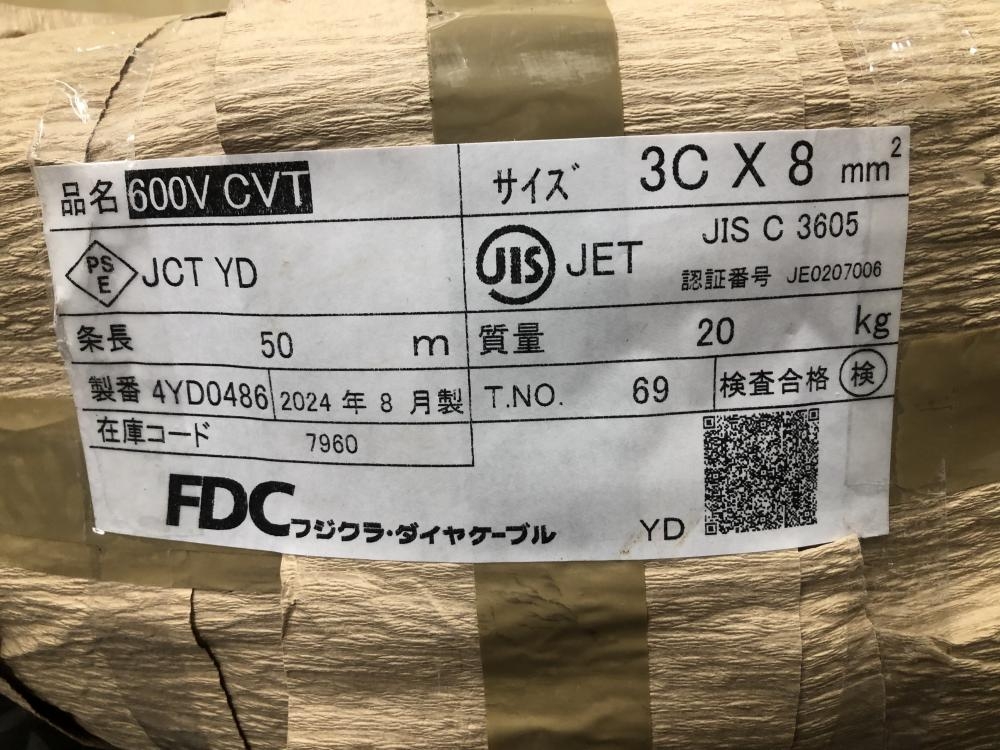 品名 600V CVT
サイズ 3C X 8 mm²
PS E JCT YD
JIS JET JIS C 3605
認証番号 JE0207006
条長 50 m
質量 20 kg
製番 4YD0486 2024 年 8 月製
T.NO. 69 検査合格 検
在庫コード 7960
FDC フジクラ・ダイヤケーブル
YD